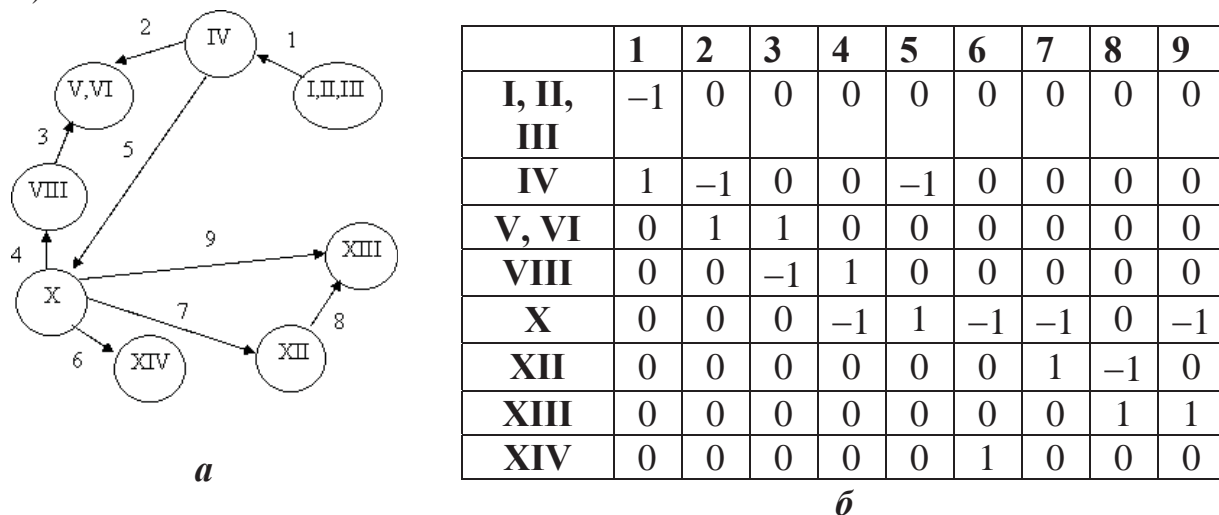 )
2
IV
1
V,VI
I,II,III
3
5
VIII
4
9
XIII
X
7
8
6
XIV
XII
а
1 2 3 4 5 6 7 8 9
I, II, III –1 0 0 0 0 0 0 0 0
IV 1 –1 0 0 –1 0 0 0 0
V, VI 0 1 1 0 0 0 0 0 0
VIII 0 0 –1 1 0 0 0 0 0
X 0 0 0 –1 1 –1 –1 0 –1
XII 0 0 0 0 0 0 1 –1 0
XIII 0 0 0 0 0 0 0 1 1
XIV 0 0 0 0 0 1 0 0 0
б